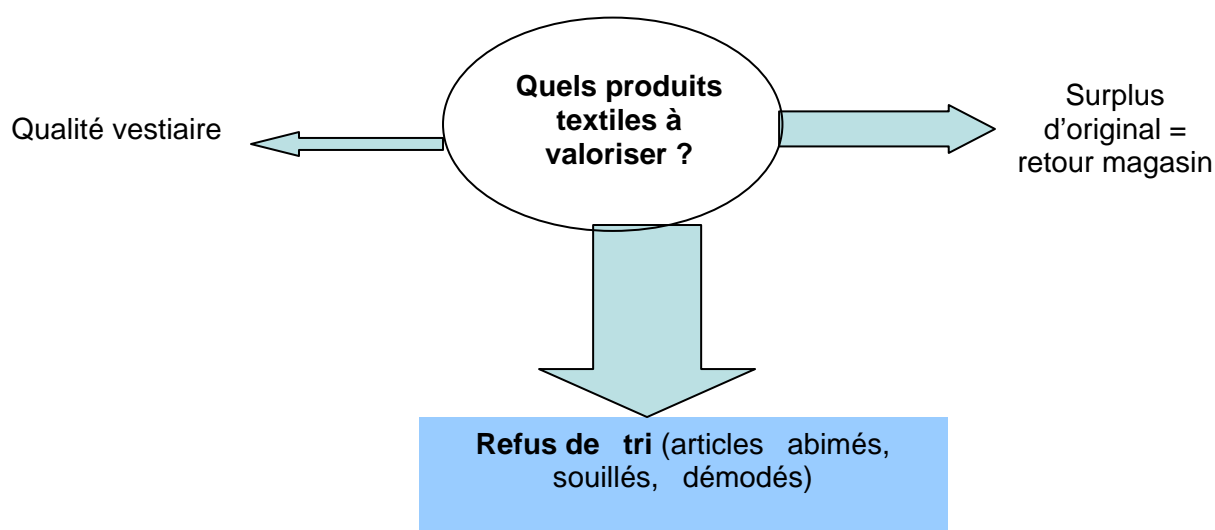 Quels produits
textiles à
valoriser ?
Qualité vestiaire
Surplus
d’original =
retour magasin
Refus de tri (articles abimés,
souillés, démodés)